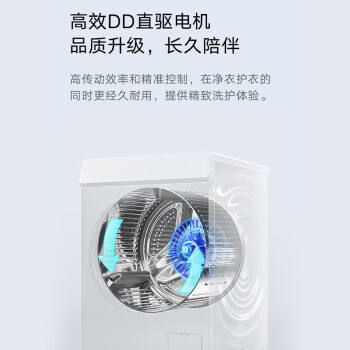 高效DD直驱电机
品质升级，长久陪伴
高传动效率和精准控制，在净衣护衣的
同时更经久耐用，提供精致洗护体验。